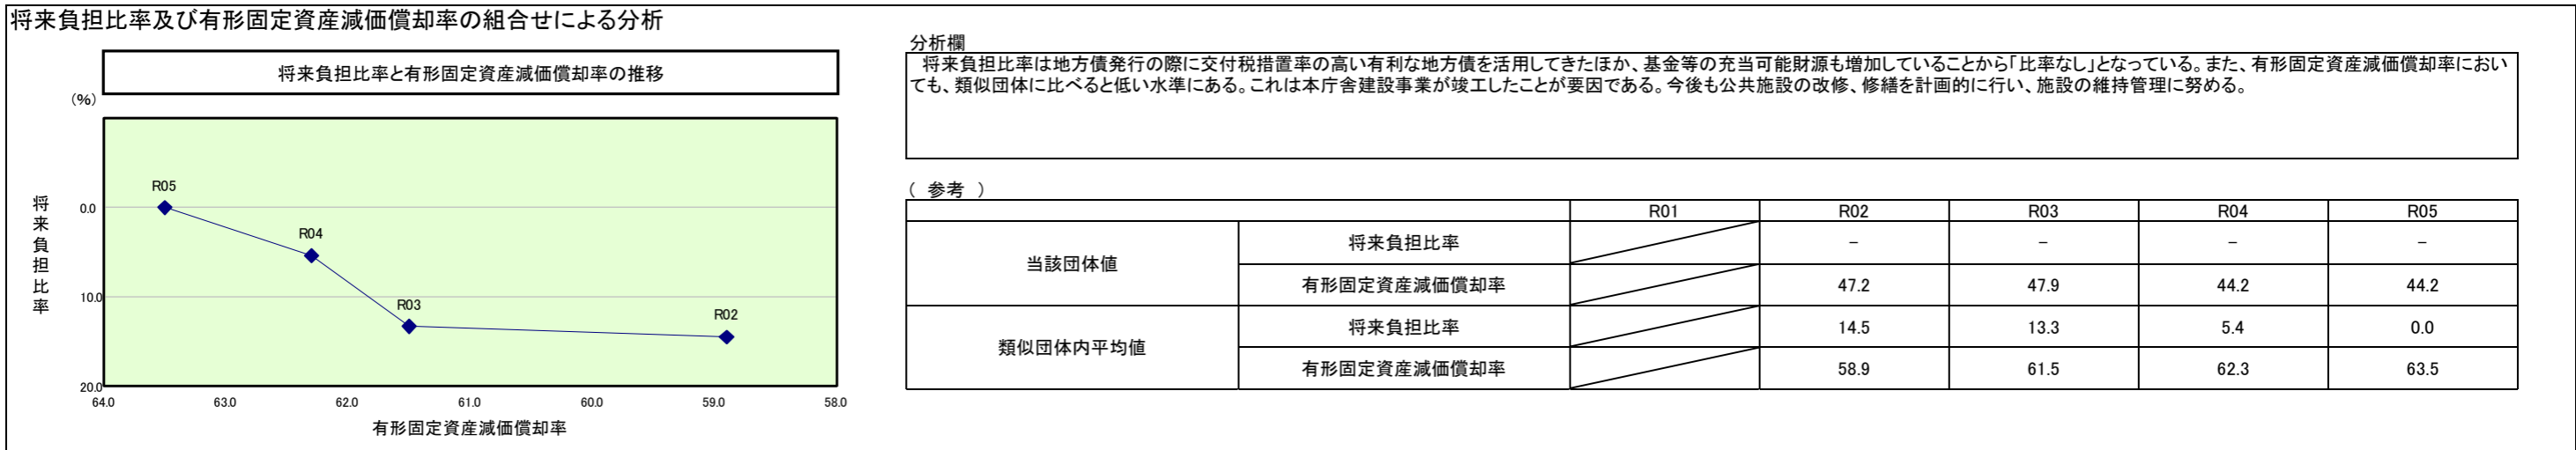 将来負担比率及び有形固定資産減価償却率の組合せによる分析
将来負担比率と有形固定資産減価償却率の推移
(%)
将来負担比率
0.0
10.0
20.0
R05
R04
R03
R02
64.0 63.0 62.0 61.0 60.0 59.0 58.0
有形固定資産減価償却率
分析欄
将来負担比率は地方債発行の際に交付税措置率の高い有利な地方債を活用してきたほか、基金等の充当可能財源も増加していることから「比率なし」となっている。また、有形固定資産減価償却率におい
ても、類似団体に比べると低い水準にある。これは本庁舎建設事業が竣工したことが要因である。今後も公共施設の改修、修繕を計画的に行い、施設の維持管理に努める。
( 参考 )
R01 R02 R03 R04 R05
当該団体値
将来負担比率 － － － －
有形固定資産減価償却率 47.2 47.9 44.2 44.2
類似団体内平均値
将来負担比率 14.5 13.3 5.4 0.0
有形固定資産減価償却率 58.9 61.5 62.3 63.5